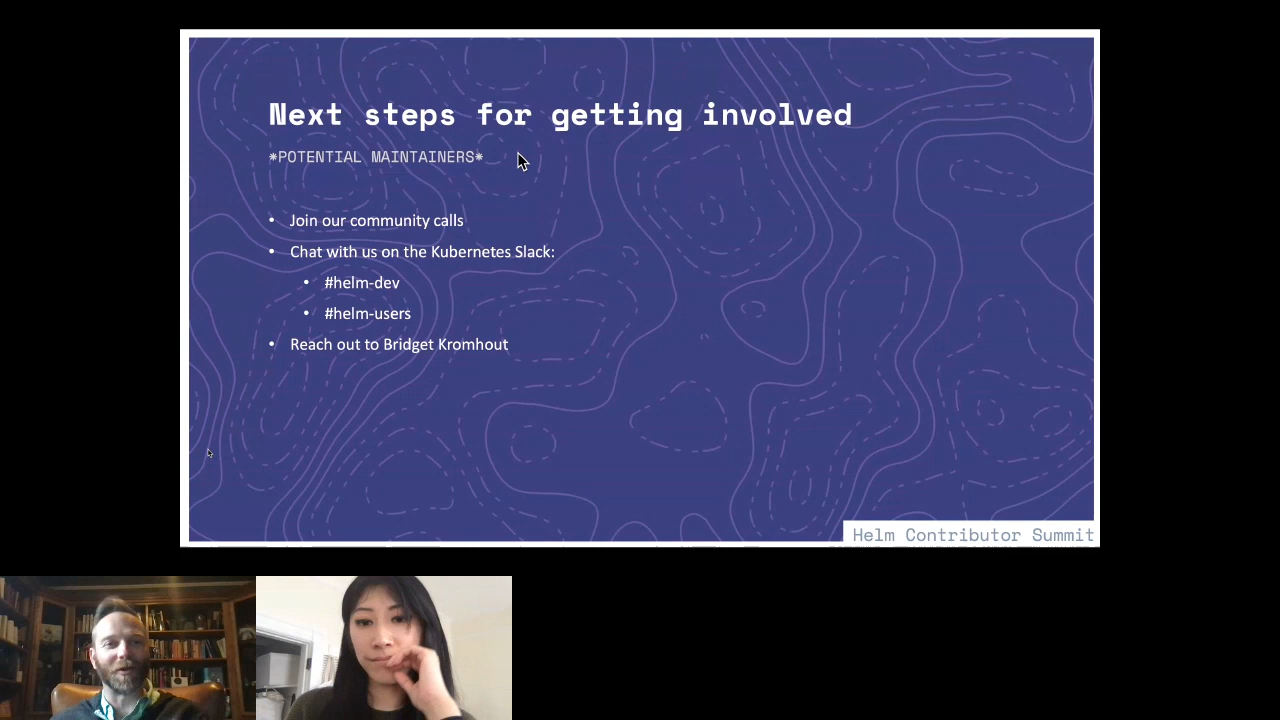 Next steps for getting involved
*POTENTIAL MAINTAINERS*
• Join our community calls
• Chat with us on the Kubernetes Slack:
• #helm-dev
• #helm-users
• Reach out to Bridget Kromhout
Helm Contributor Summit